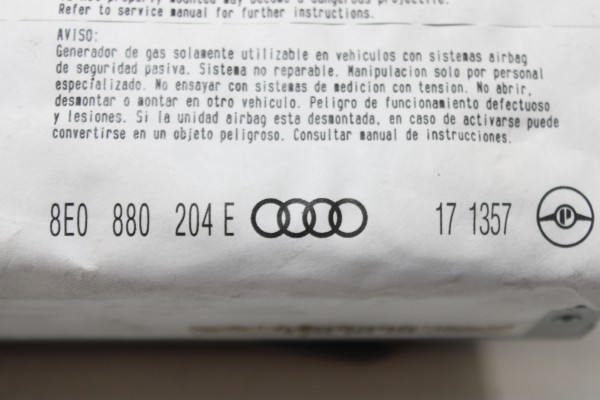 Refer to service manual for further instructions.
AVISO:
Generador de gas solamente utilizable en vehiculos con sistemas airbag
de seguridad pasiva. Sistema no reparable. Manipulacion solo por personal
especializado. No ensayar con sistemas de medicion con tension. No abrir,
desmontar o montar en otro vehiculo. Peligro de funcionamiento defectuoso
y lesiones. Si la unidad airbag esta desmontada, en caso de activarse puede
convertirse en un objeto peligroso. Consultar manual de instrucciones.
8E0 880 204 E 17 1357 P